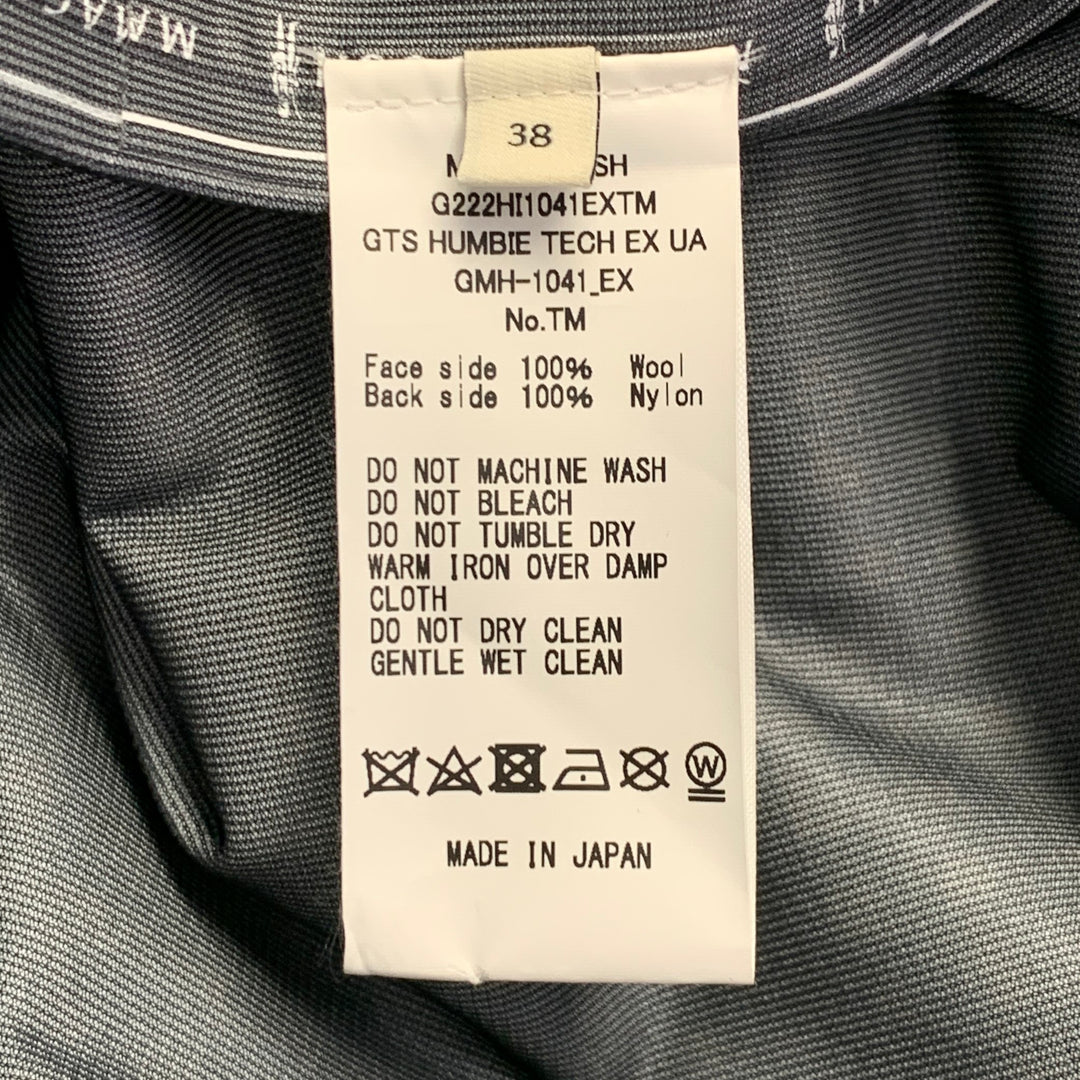 38
G222HI1041EXTM
GTS HUMBIE TECH EX UA
GMH-1041_EX
No.TM
Face side 100% Wool
Back side 100% Nylon
DO NOT MACHINE WASH
DO NOT BLEACH
DO NOT TUMBLE DRY
WARM IRON OVER DAMP
CLOTH
DO NOT DRY CLEAN
GENTLE WET CLEAN
W
MADE IN JAPAN